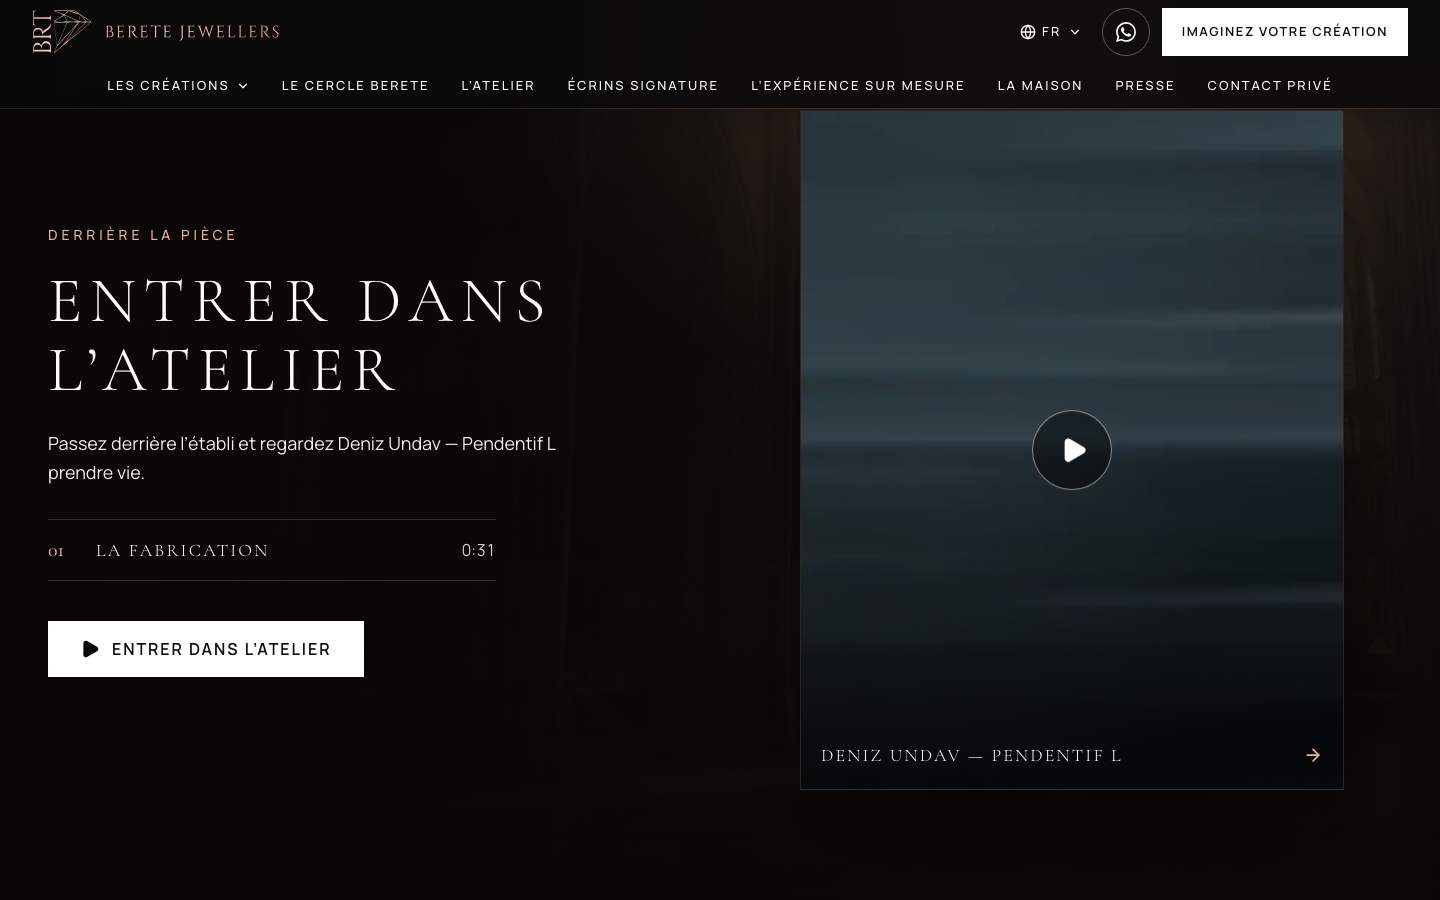 BRT
BERETE JEWELLERS
FR
IMAGINEZ VOTRE CRÉATION
LES CRÉATIONS
LE CERCLE BERETE
L'ATELIER
ÉCRINS SIGNATURE
L'EXPÉRIENCE SUR MESURE
LA MAISON
PRESSE
CONTACT PRIVÉ
DERRIÈRE LA PIÈCE
ENTRER DANS
L’ATELIER
Passez derrière l’établi et regardez Deniz Undav — Pendentif L
prendre vie.
01 LA FABRICATION 0:31
ENTRER DANS L’ATELIER
DENIZ UNDAV — PENDENTIF L